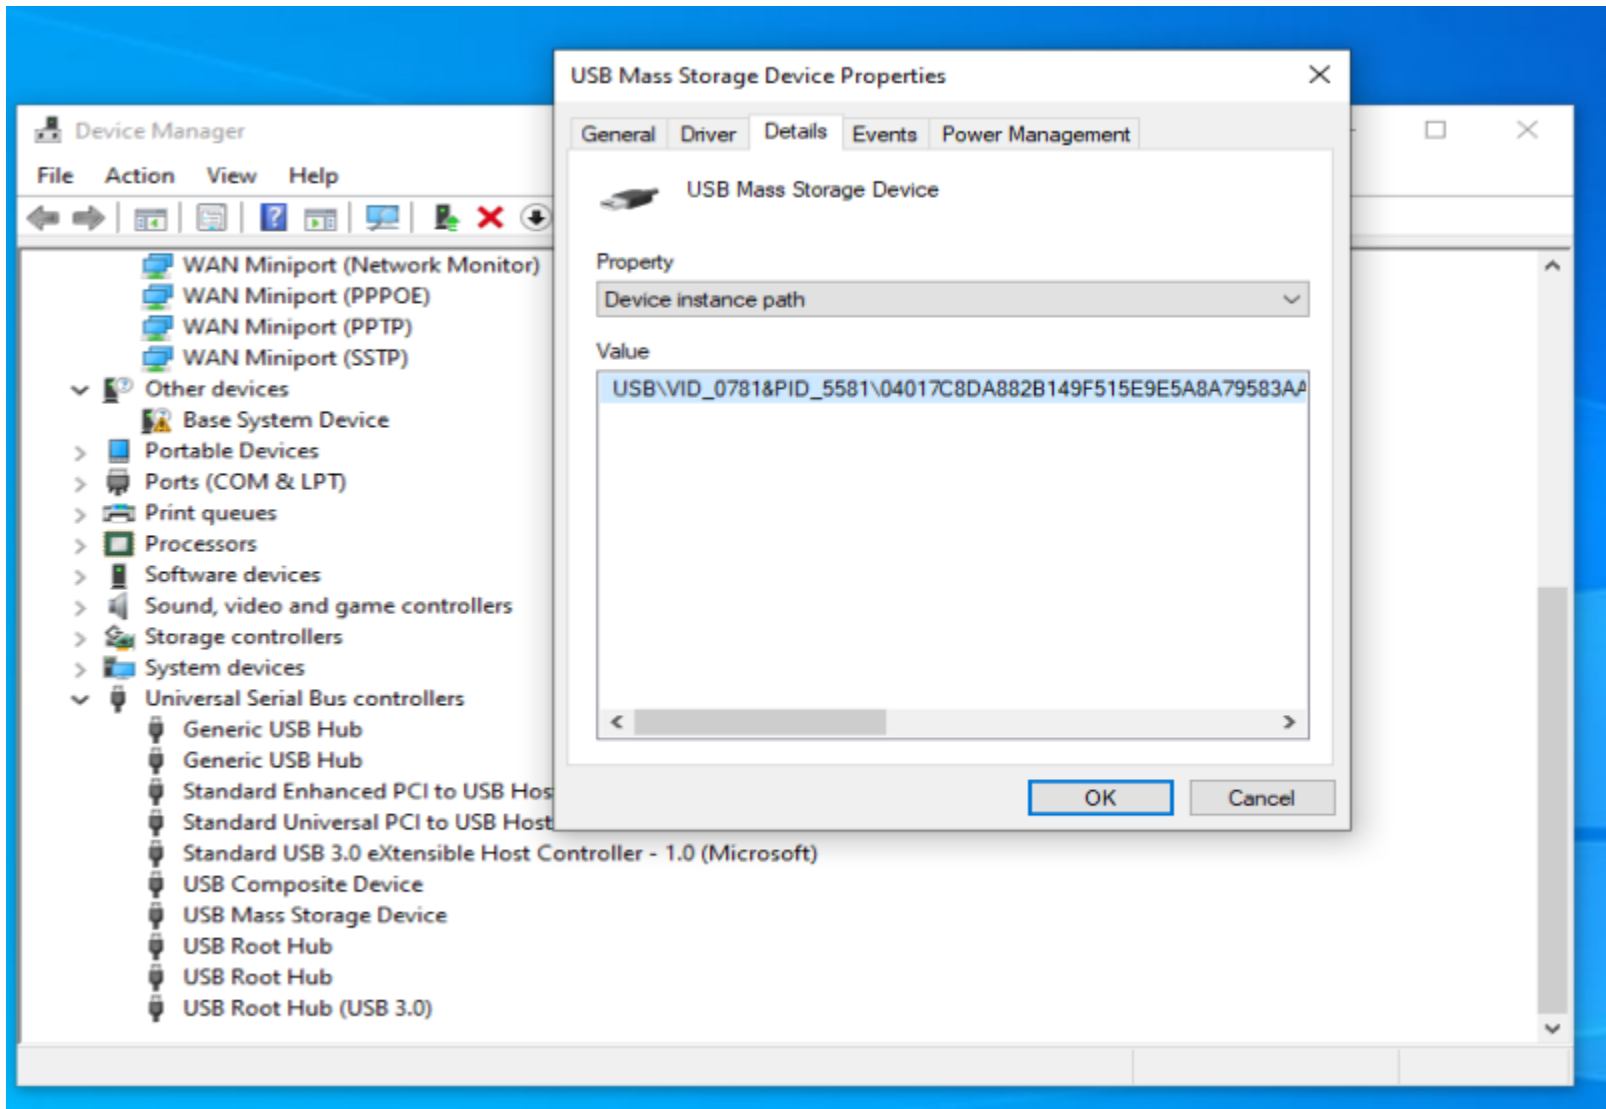 USB Mass Storage Device Properties
General Driver Details Events Power Management
USB Mass Storage Device
Property
Device instance path
Value
USB\VID_0781&PID_5581\04017C8DA882B149F515E9E5A8A79583AA
OK Cancel
Device Manager
File Action View Help
WAN Miniport (Network Monitor)
WAN Miniport (PPPOE)
WAN Miniport (PPTP)
WAN Miniport (SSTP)
Other devices
Base System Device
Portable Devices
Ports (COM & LPT)
Print queues
Processors
Software devices
Sound, video and game controllers
Storage controllers
System devices
Universal Serial Bus controllers
Generic USB Hub
Generic USB Hub
Standard Enhanced PCI to USB Hos
Standard Universal PCI to USB Host
Standard USB 3.0 eXtensible Host Controller - 1.0 (Microsoft)
USB Composite Device
USB Mass Storage Device
USB Root Hub
USB Root Hub
USB Root Hub (USB 3.0)